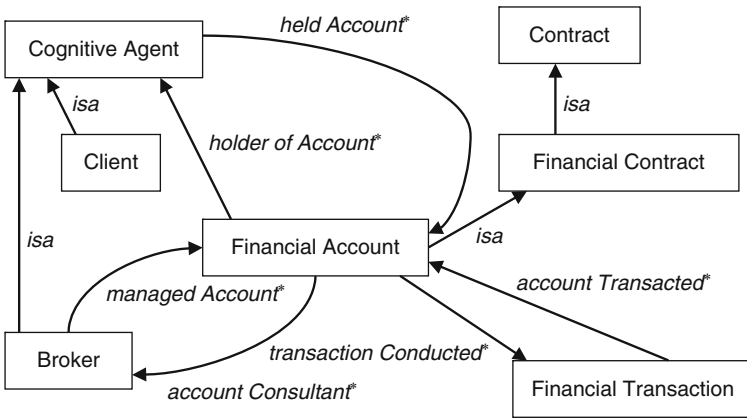 held Account*
Contract
Cognitive Agent
isa
isa
holder of Account*
Client
Financial Contract
isa
Financial Account
isa
account Transacted*
managed Account*
Broker
transaction Conducted*
account Consultant*
Financial Transaction